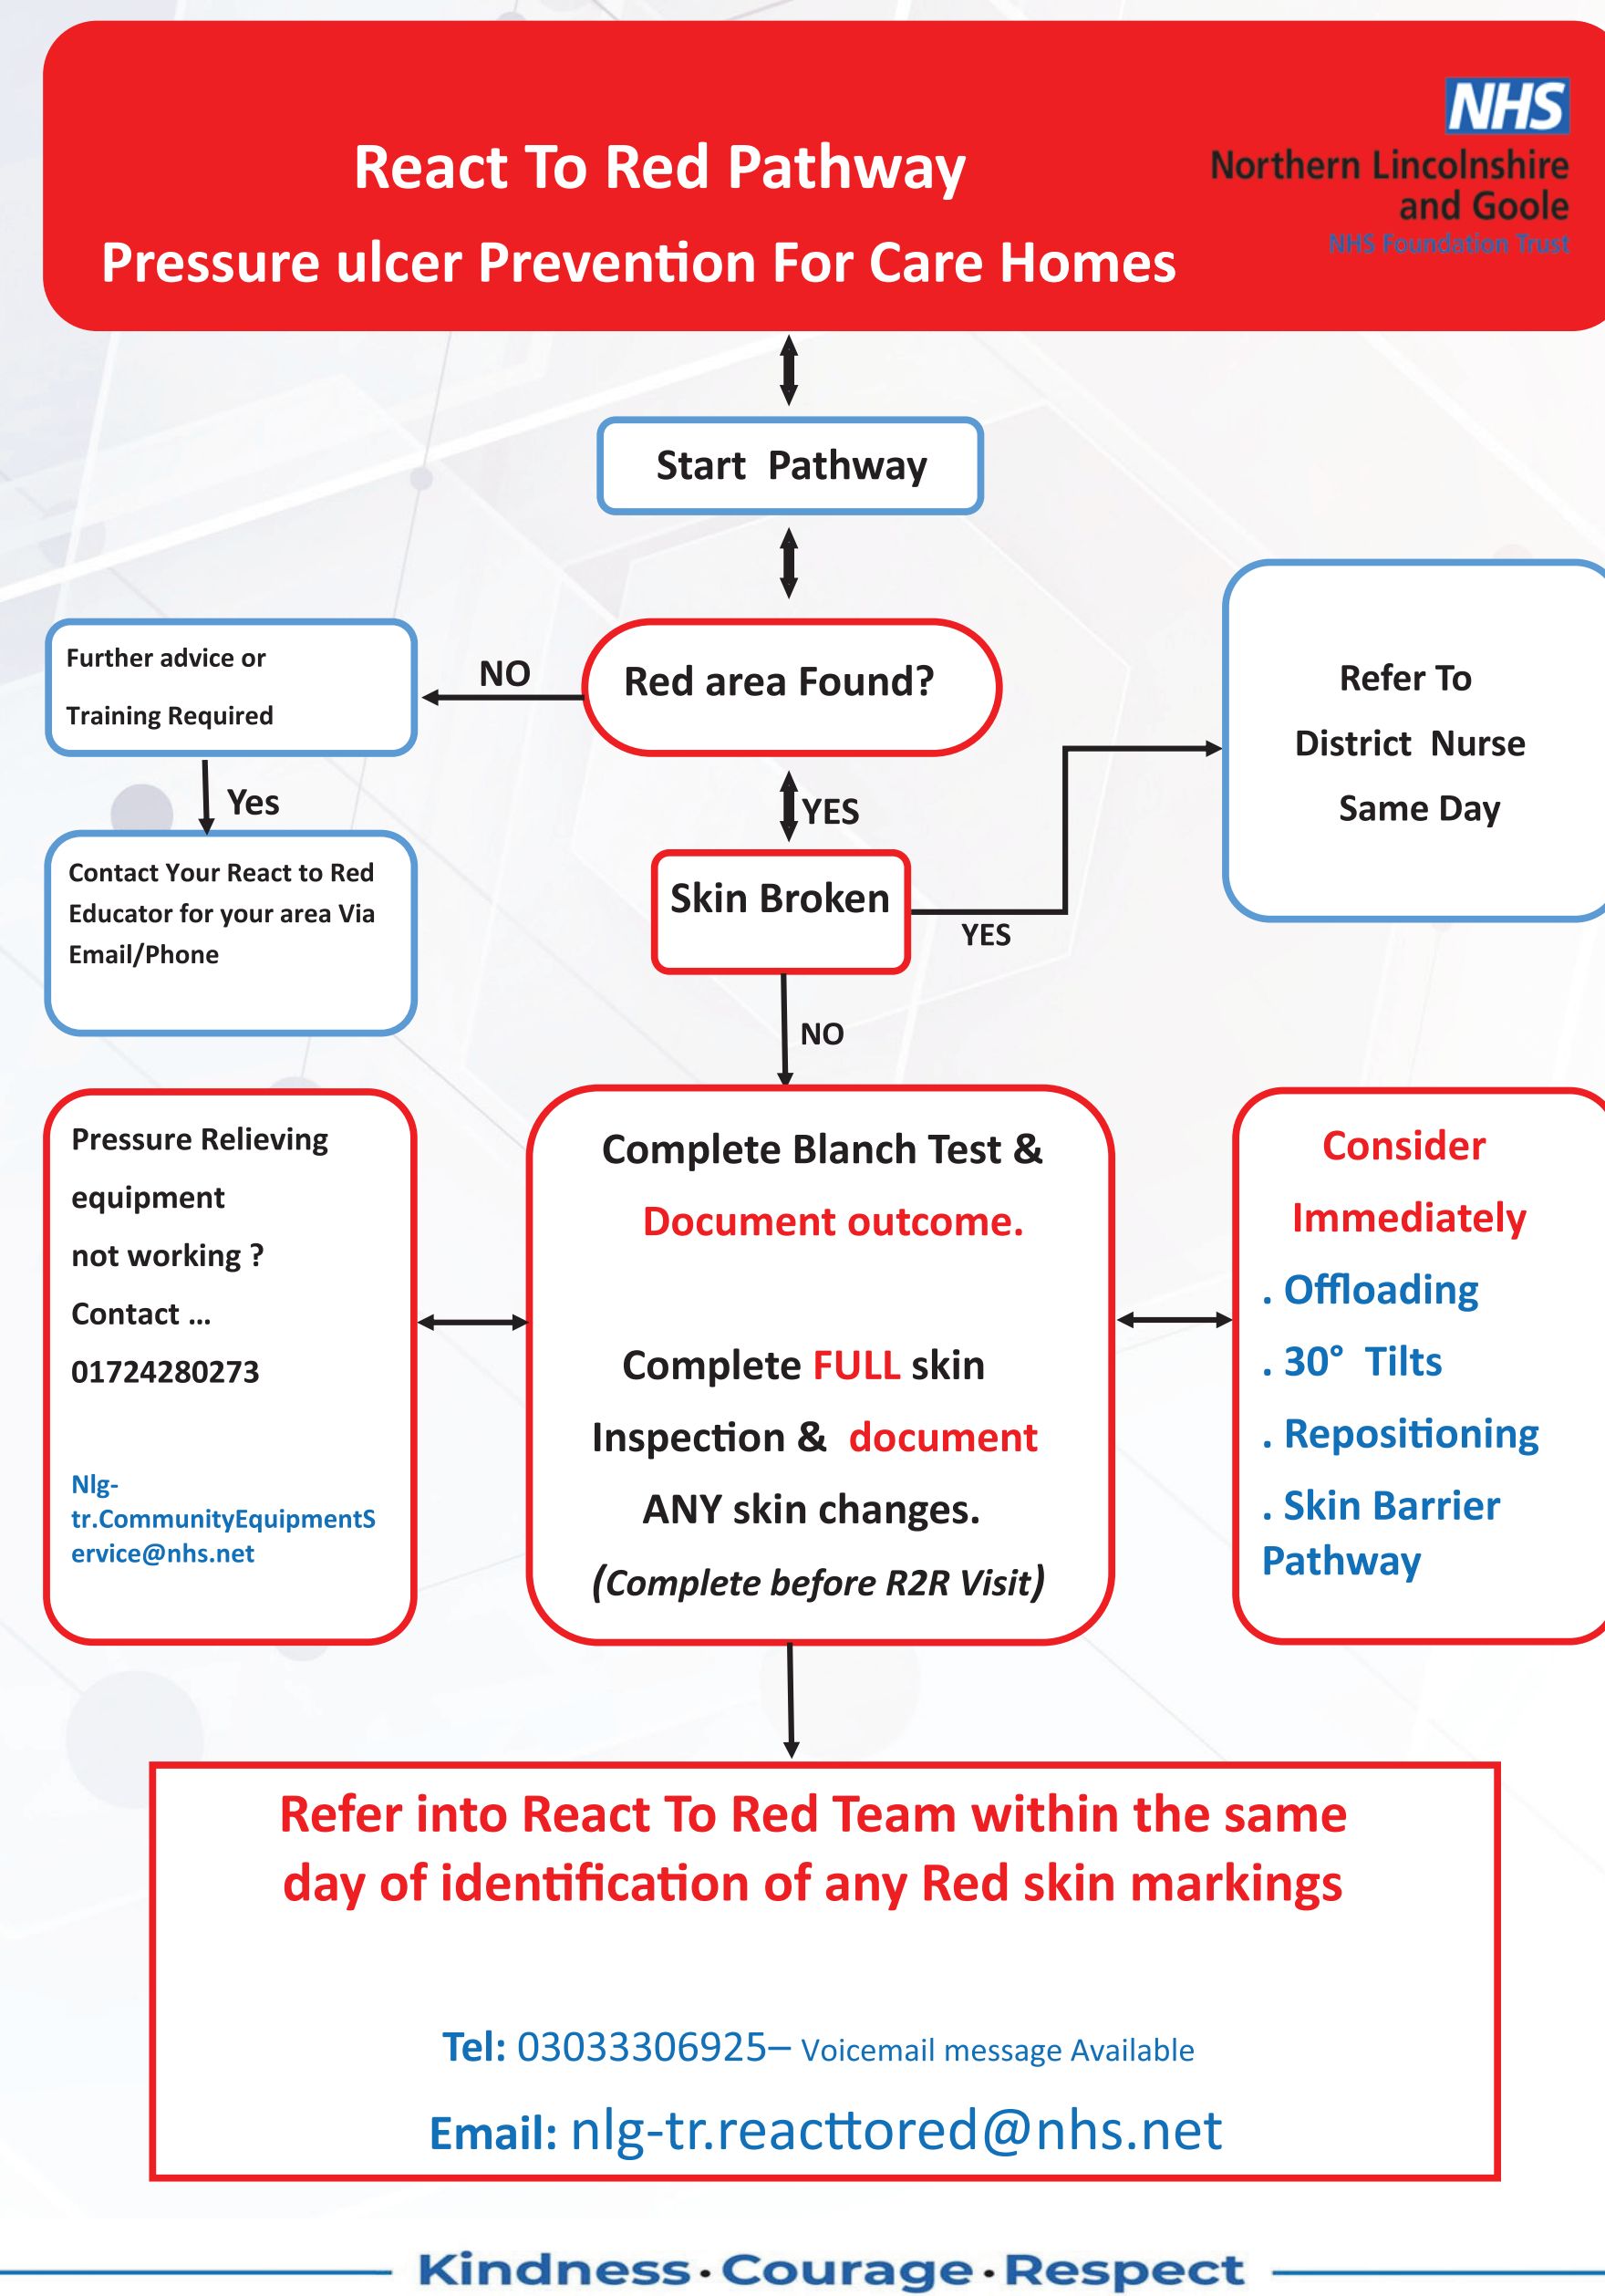 NHS
Northern Lincolnshire
and Goole
NHS Foundation Trust
React To Red Pathway
Pressure ulcer Prevention For Care Homes
Start Pathway
Red area Found?
NO
Further advice or
Training Required
Yes
Contact Your React to Red
Educator for your area Via
Email/Phone
YES
Skin Broken
YES
Refer To
District Nurse
Same Day
NO
Pressure Relieving
equipment
not working ?
Contact ...
01724280273
Nlg-
tr.CommunityEquipmentS
ervice@nhs.net
Complete Blanch Test &
Document outcome.
Complete FULL skin
Inspection & document
ANY skin changes.
(Complete before R2R Visit)
Consider
Immediately
. Offloading
. 30° Tilts
. Repositioning
. Skin Barrier
Pathway
Refer into React To Red Team within the same
day of identification of any Red skin markings
Tel: 03033306925– Voicemail message Available
Email: nlg-tr.reacttored@nhs.net
Kindness · Courage · Respect